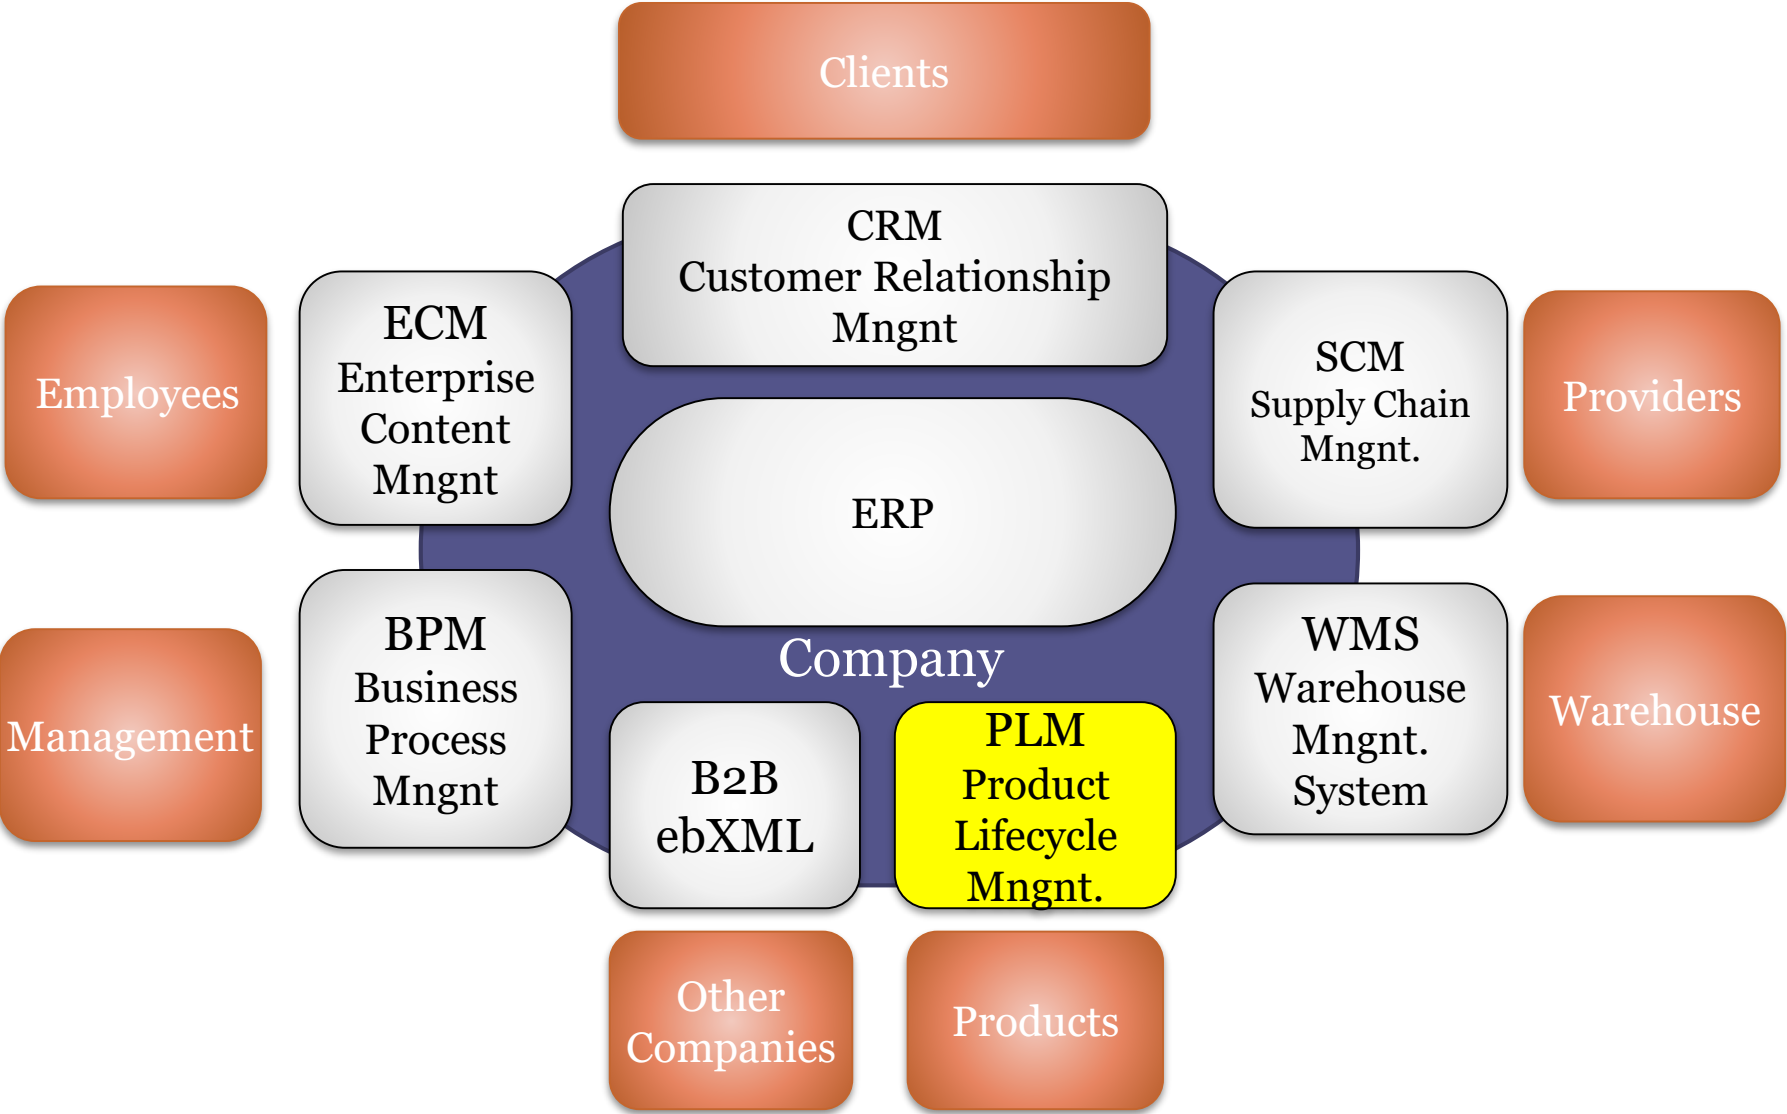 Clients
CRM
Customer Relationship
Mngnt
Employees
ECM
Enterprise
Content
Mngnt
SCM
Supply Chain
Mngnt.
Providers
ERP
Management
BPM
Business
Process
Mngnt
Company
WMS
Warehouse
Mngnt.
System
Warehouse
B2B
ebXML
PLM
Product
Lifecycle
Mngnt.
Other
Companies
Products